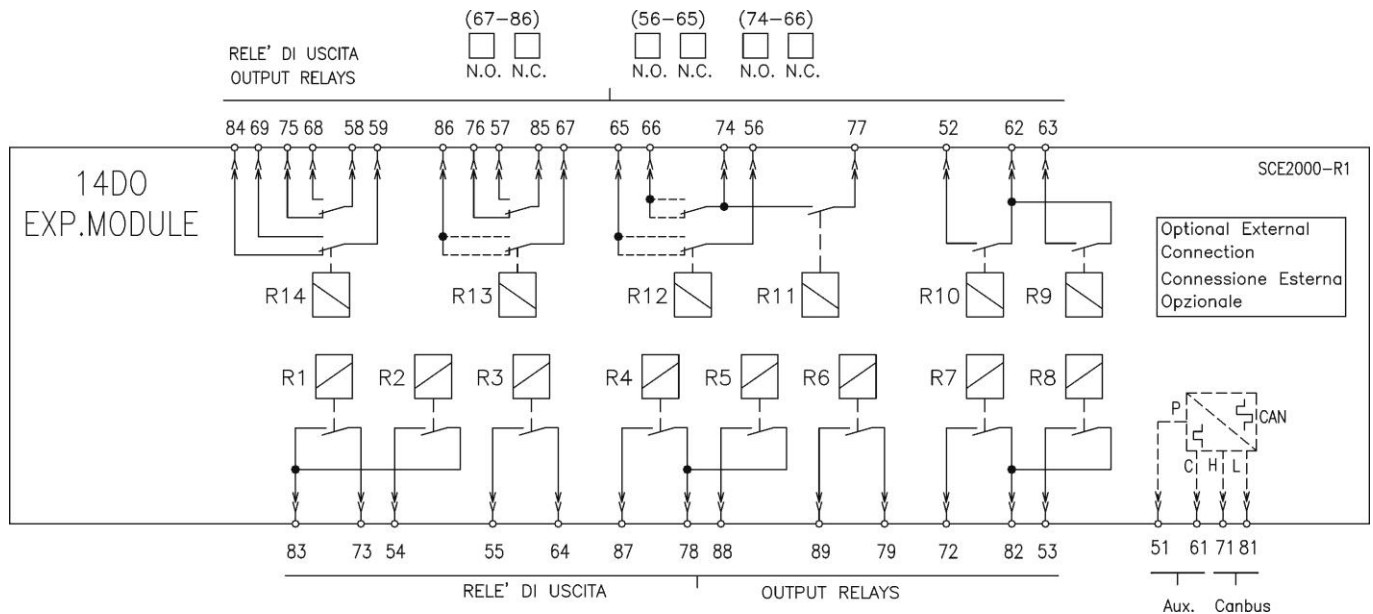 (67-86) (56-65) (74-66)
RELE' DI USCITA
OUTPUT RELAYS
N.O. N.C. N.O. N.C. N.O. N.C.
84 69 75 68 58 59 86 76 57 85 67 65 66 74 56 77 52 62 63
14DO
EXP.MODULE
SCE2000-R1
Optional External
Connection
Connessione Esterna
Opzionale
R14 R13 R12 R11 R10 R9
R1 R2 R3 R4 R5 R6 R7 R8
P CAN
C H L
83 73 54 55 64 87 78 88 89 79 72 82 53 51 61 71 81
RELE' DI USCITA OUTPUT RELAYS
Aux. Canbus